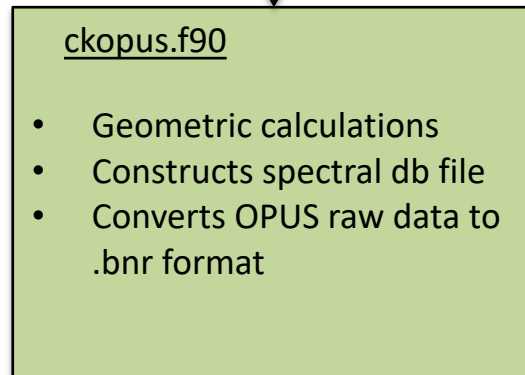 ckopus.f90
• Geometric calculations
• Constructs spectral db file
• Converts OPUS raw data to
.bnr format